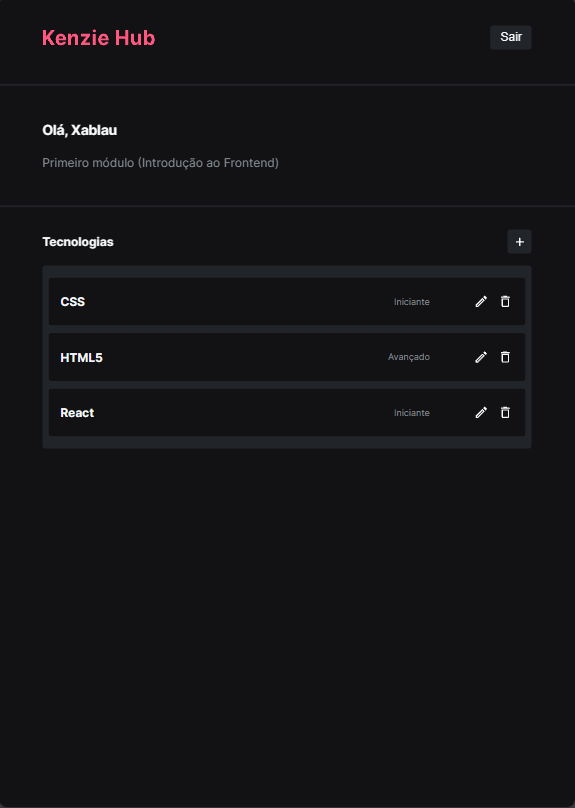 Kenzie Hub
Sair
Olá, Xablau
Primeiro módulo (Introdução ao Frontend)
Tecnologias
+
CSS Iniciante
HTML5 Avançado
React Iniciante